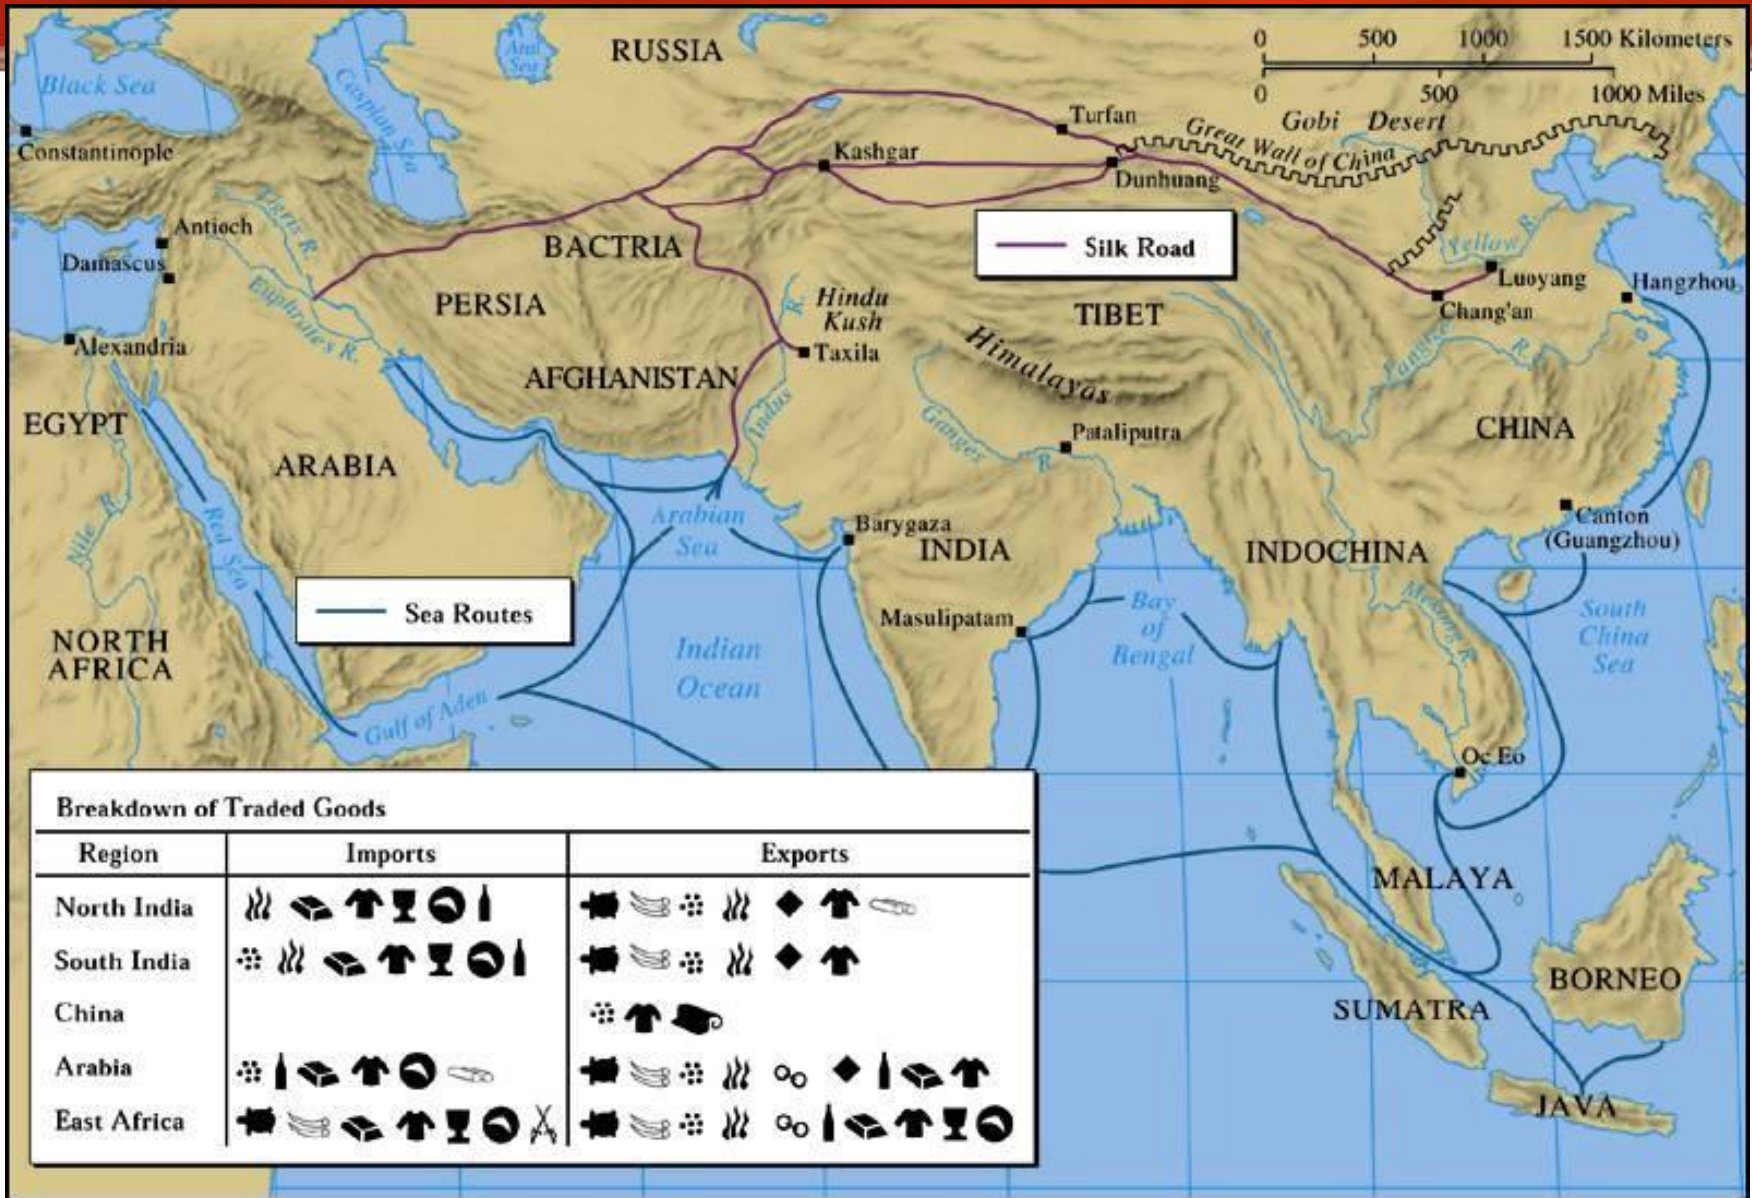 RUSSIA
Aral
Sea
0 500 1000 1500 Kilometers
0 500 1000 Miles
Black Sea
Caspian Sea
Constantinople
Turfan
Gobi Desert
Great Wall of China
Kashgar
Dunhuang
Antioch
Tigris R.
Damascus
BACTRIA
Silk Road
Yellow R.
Luoyang
Hangzhou
Euphrates R.
PERSIA
R.
Hindu
Kush
TIBET
Chang'an
Alexandria
Taxila
Himalayas
Yangtze R.
AFGHANISTAN
EGYPT
Indus
Ganges R.
Pataliputra
CHINA
ARABIA
Nile R.
Red Sea
Arabian
Sea
Barygaza
INDIA
INDOCHINA
Canton
(Guangzhou)
Sea Routes
Masulipatam
Bay
of
Bengal
Mekong R.
South
China
Sea
NORTH
AFRICA
Indian
Ocean
Gulf of Aden
Oc Eo
MALAYA
BORNEO
SUMATRA
JAVA
Breakdown of Traded Goods
Region Imports Exports
North India
South India
China
Arabia
East Africa